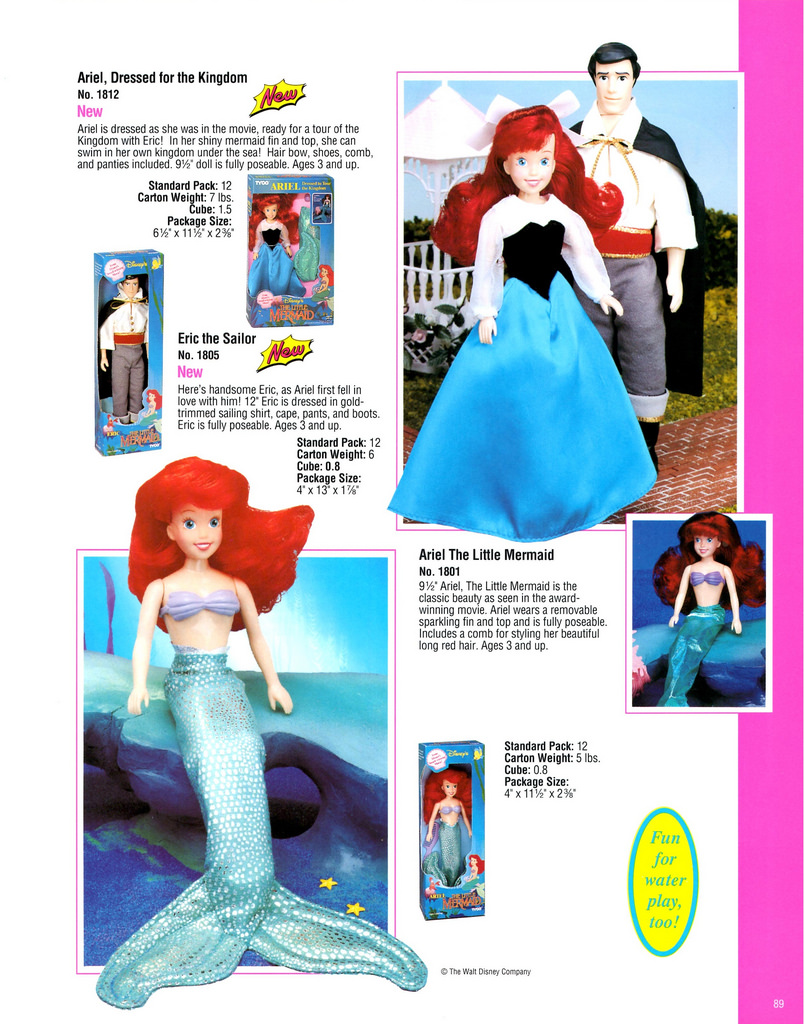 Ariel, Dressed for the Kingdom
No. 1812
New
New
Ariel is dressed as she was in the movie, ready for a tour of the
Kingdom with Eric! In her shiny mermaid fin and top, she can
swim in her own kingdom under the sea! Hair bow, shoes, comb,
and panties included. 9½" doll is fully poseable. Ages 3 and up.
Standard Pack: 12
Carton Weight: 7 lbs.
Cube: 1.5
Package Size:
6½" x 11½" x 2⅜"
TYCO
ARIEL
Dressed in Blue
the Kingdom
Disney's
THE LITTLE
MERMAID
Disney's
ERIC
THE LITTLE
MERMAID
TYCO
Eric the Sailor
No. 1805
New
New
Here's handsome Eric, as Ariel first fell in
love with him! 12" Eric is dressed in gold-
trimmed sailing shirt, cape, pants, and boots.
Eric is fully poseable. Ages 3 and up.
Standard Pack: 12
Carton Weight: 6
Cube: 0.8
Package Size:
4" x 13" x 1⅞"
Ariel The Little Mermaid
No. 1801
9½" Ariel, The Little Mermaid is the
classic beauty as seen in the award-
winning movie. Ariel wears a removable
sparkling fin and top and is fully poseable.
Includes a comb for styling her beautiful
long red hair. Ages 3 and up.
Standard Pack: 12
Carton Weight: 5 lbs.
Cube: 0.8
Package Size:
4" x 11½" x 2⅜"
Disney's
ARIEL
THE LITTLE
MERMAID
TYCO
Fun
for
water
play,
too!
© The Walt Disney Company
89